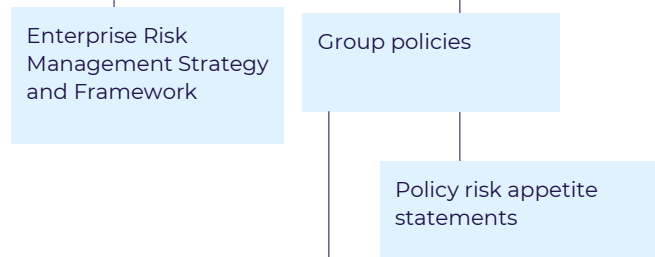 Enterprise Risk
Management Strategy
and Framework
Group policies
Policy risk appetite
statements